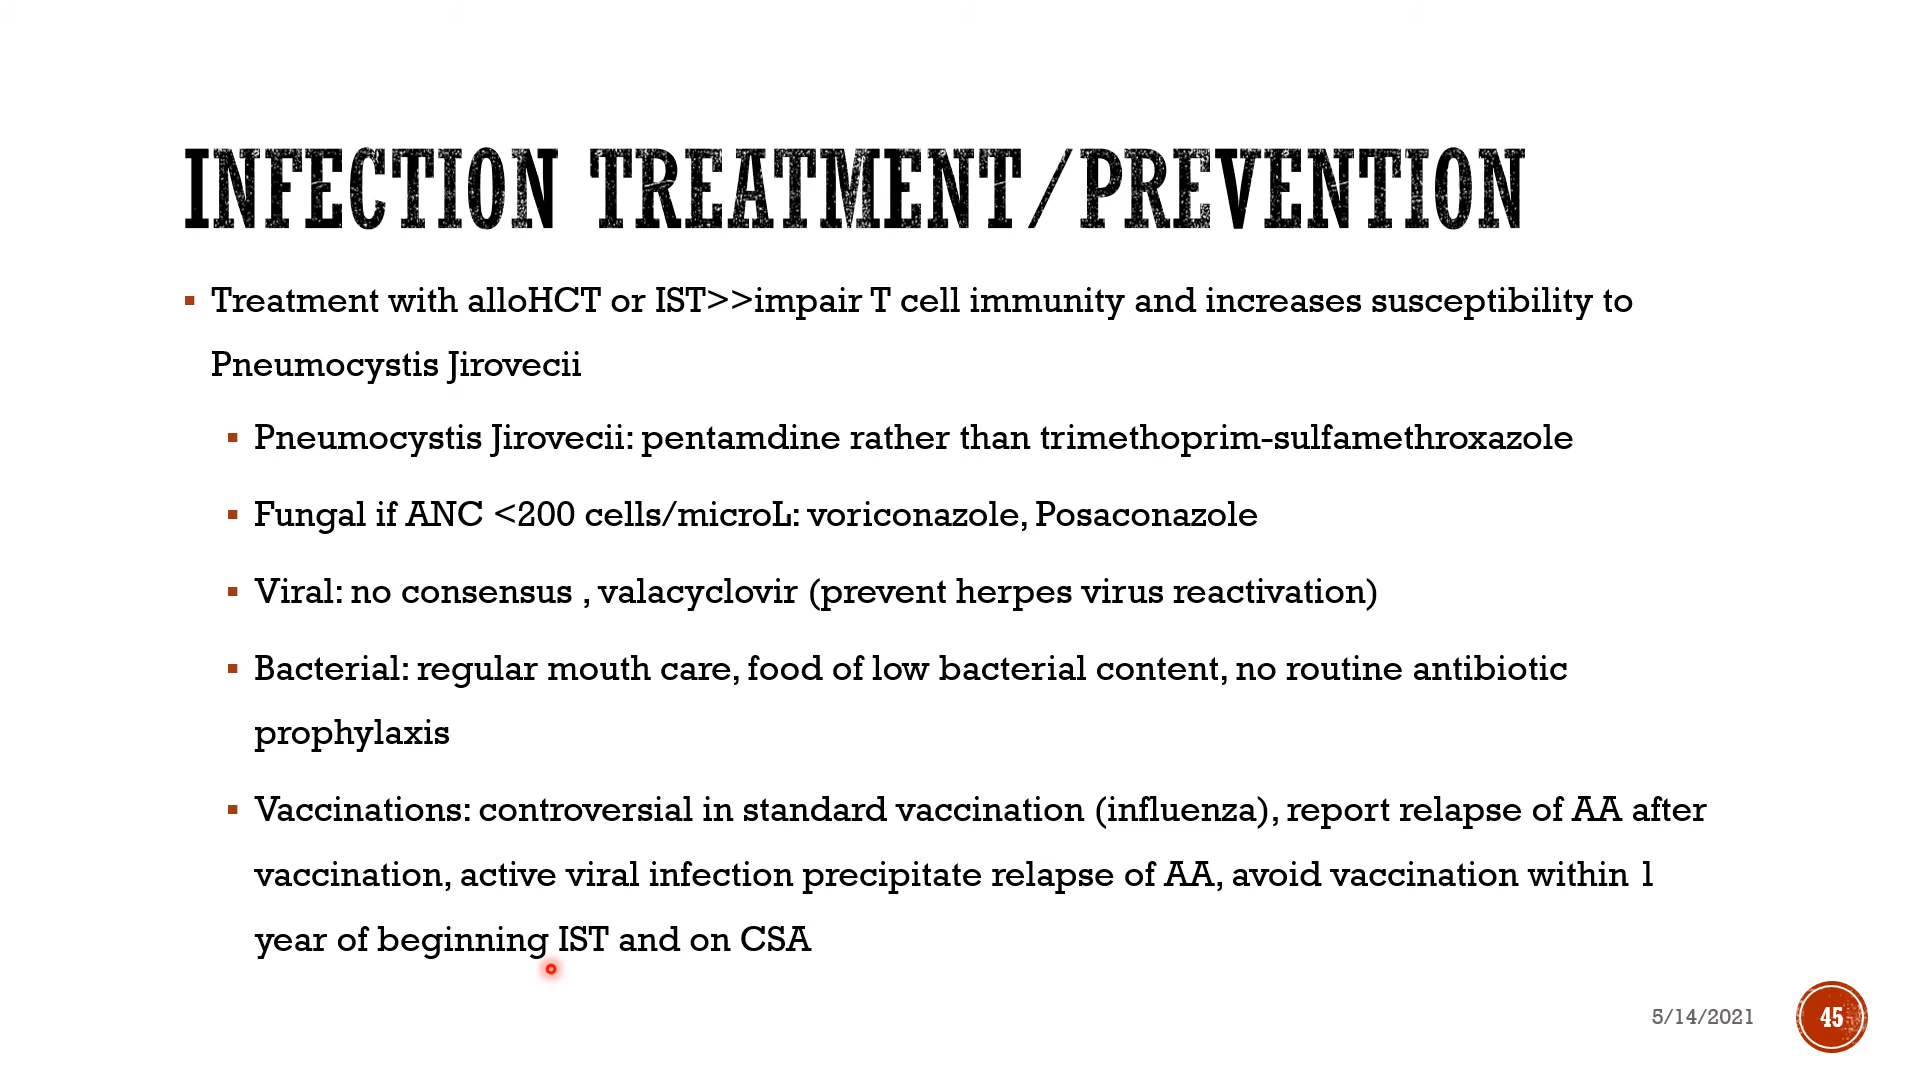 INFECTION TREATMENT/PREVENTION
▪ Treatment with alloHCT or IST>>impair T cell immunity and increases susceptibility to
Pneumocystis Jirovecii
▪ Pneumocystis Jirovecii: pentamdine rather than trimethoprim-sulfamethroxazole
▪ Fungal if ANC <200 cells/microL: voriconazole, Posaconazole
▪ Viral: no consensus , valacyclovir (prevent herpes virus reactivation)
▪ Bacterial: regular mouth care, food of low bacterial content, no routine antibiotic
prophylaxis
▪ Vaccinations: controversial in standard vaccination (influenza), report relapse of AA after
vaccination, active viral infection precipitate relapse of AA, avoid vaccination within 1
year of beginning IST and on CSA
5/14/2021
45